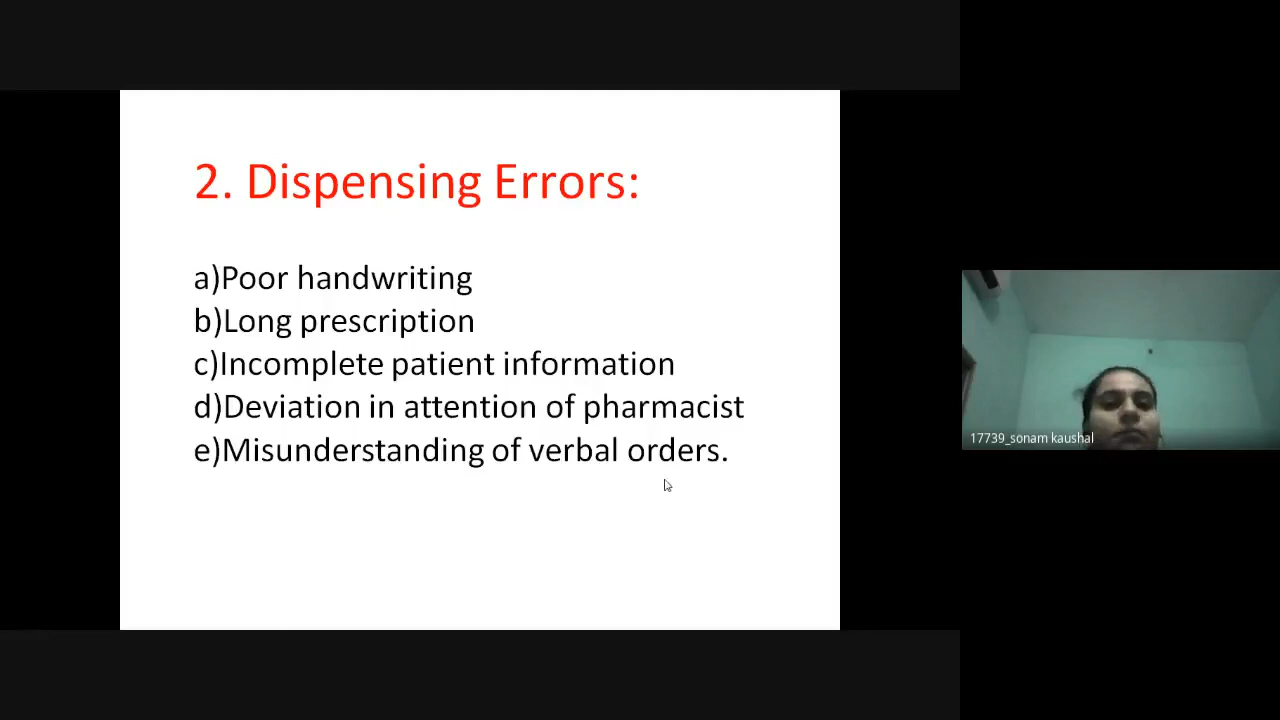 2. Dispensing Errors:
a)Poor handwriting
b)Long prescription
c)Incomplete patient information
d)Deviation in attention of pharmacist
e)Misunderstanding of verbal orders.
17739_sonam kaushal